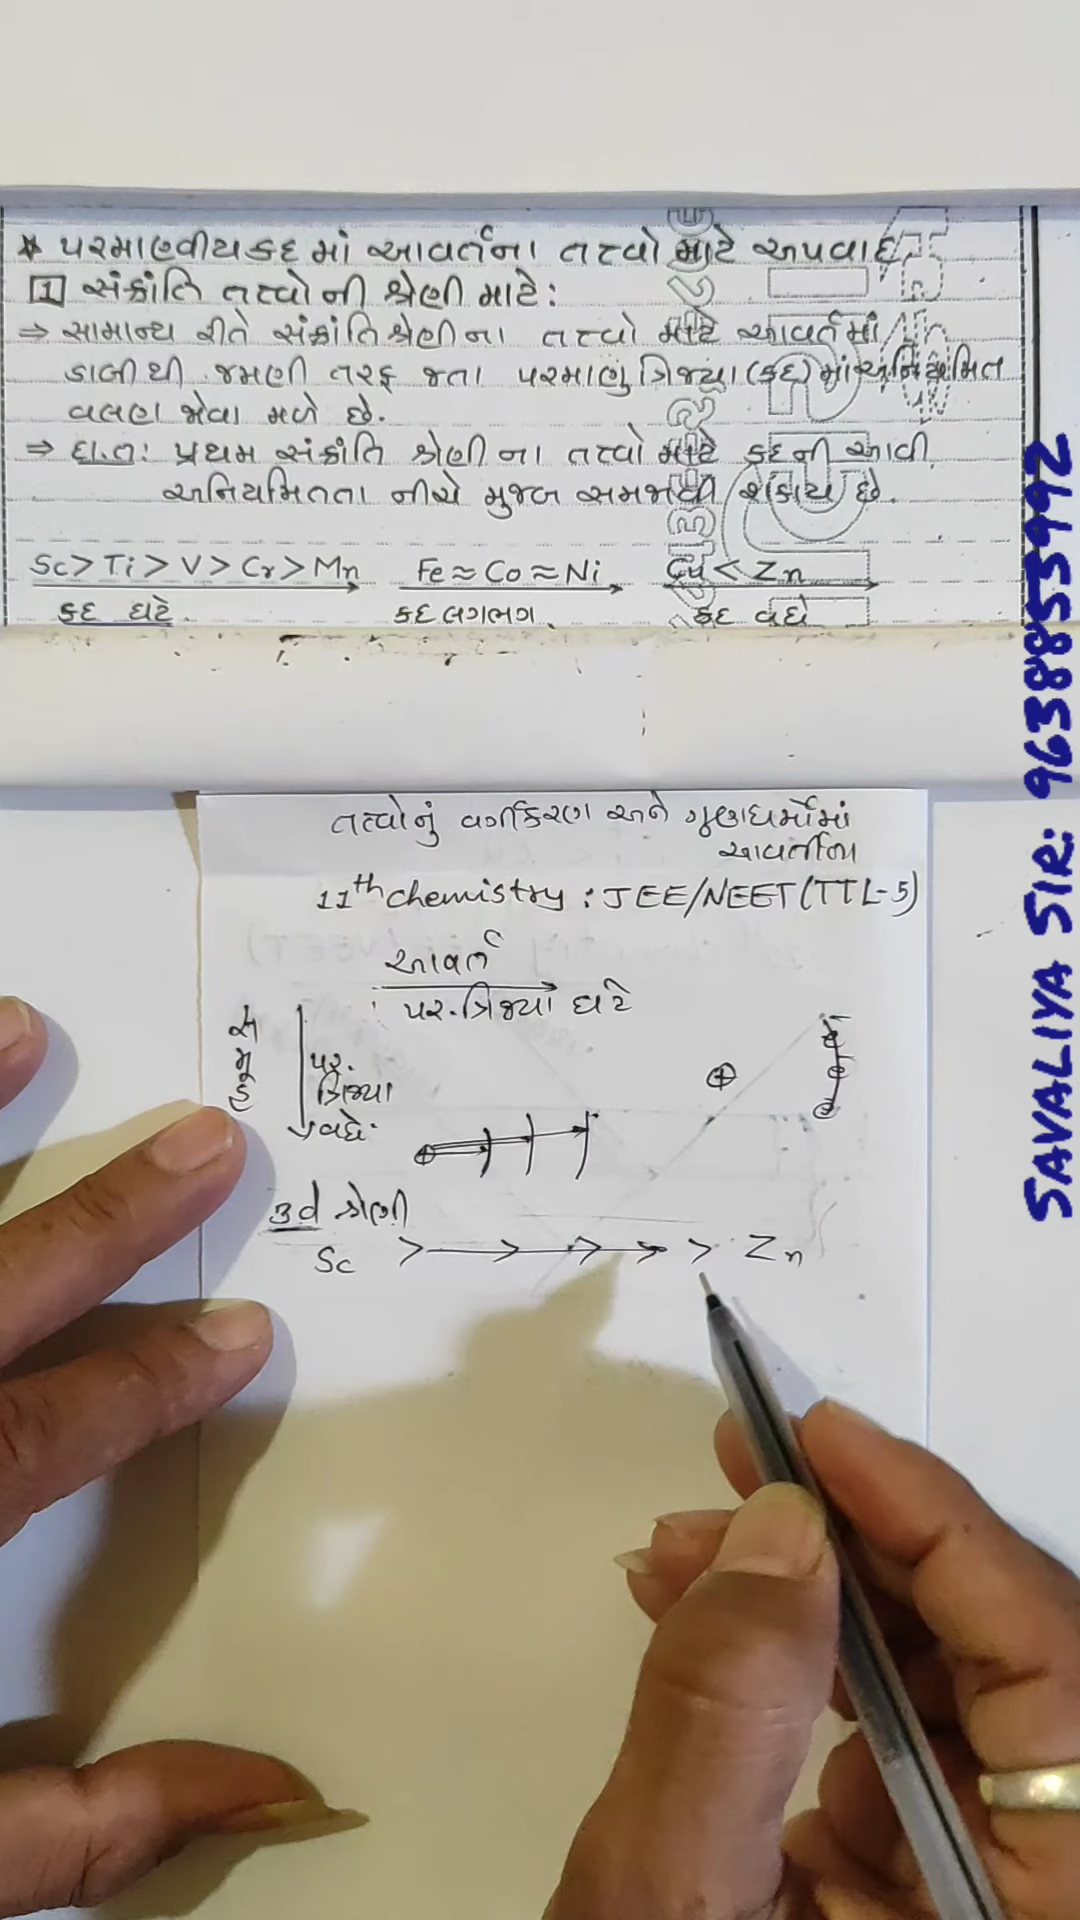 * પરમાણ્વીયકદ માં આવર્તના તત્વો માટે અપવાદ
1 સંક્રાંતિ તત્વોની શ્રેણી માટે:
⇒ સામાન્ય રીતે સંક્રાંતિશ્રેણીના તત્વો માટે આવર્તમાં
ડાબીથી જમણી તરફ જતા પરમાણુ ત્રિજ્યા (કદ) માં અનિયમિત
વલણ જોવા મળે છે.
⇒ દા.ત: પ્રથમ સંક્રાંતિ શ્રેણીના તત્વો માટે કદની આવી
અનિયમિતતા નીચે મુજબ સમજાવી શકાય છે.
Sc > Ti > V > Cr > Mn Fe ≈ Co ≈ Ni Cu < Zn
કદ ઘટે કદ લગભગ કદ વધે
તત્વોનું વર્ગીકરણ અને ગુણધર્મોમાં
આવર્તીતા
11th chemistry : JEE/NEET (TTL-5)
આવર્ત
પર. ત્રિજ્યા ઘટે
સમૂહ
પર.
ત્રિજ્યા
વધે.
3d શ્રેણી
Sc > > > > > Zn
SAVALIYA SIR: 9638855992